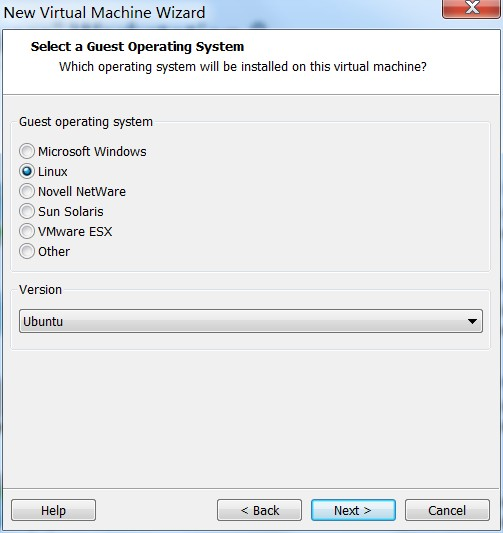 New Virtual Machine Wizard
Select a Guest Operating System
Which operating system will be installed on this virtual machine?
Guest operating system
Microsoft Windows
Linux
Novell NetWare
Sun Solaris
VMware ESX
Other
Version
Ubuntu
Help
< Back
Next >
Cancel